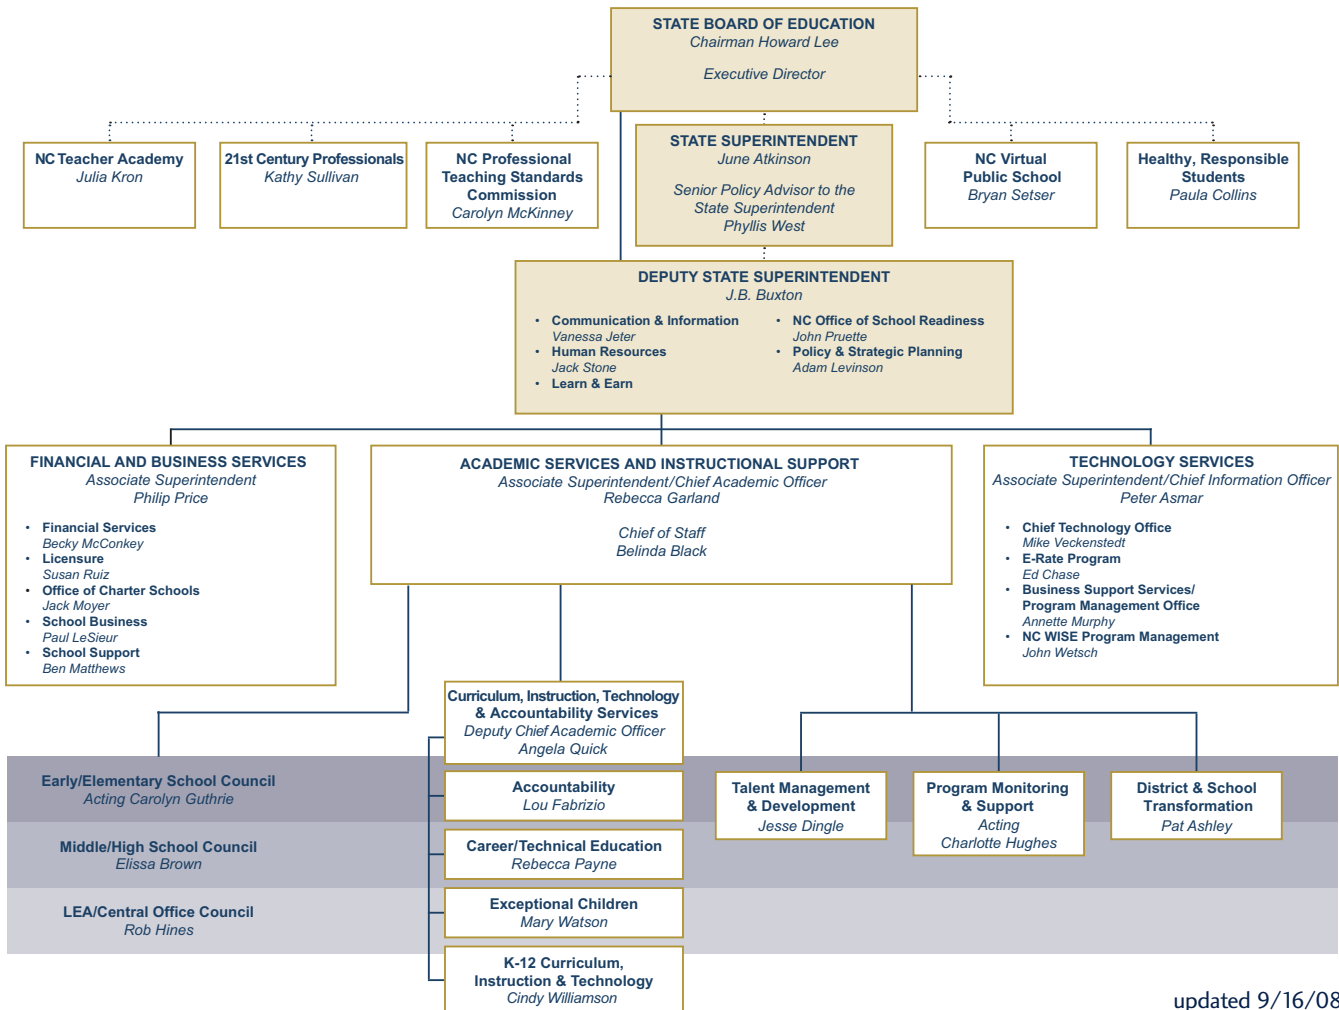 STATE BOARD OF EDUCATION
Chairman Howard Lee
Executive Director
NC Teacher Academy
Julia Kron
21st Century Professionals
Kathy Sullivan
NC Professional
Teaching Standards
Commission
Carolyn McKinney
STATE SUPERINTENDENT
June Atkinson
Senior Policy Advisor to the
State Superintendent
Phyllis West
NC Virtual
Public School
Bryan Setser
Healthy, Responsible
Students
Paula Collins
DEPUTY STATE SUPERINTENDENT
J.B. Buxton
• Communication & Information
Vanessa Jeter
• Human Resources
Jack Stone
• Learn & Earn
• NC Office of School Readiness
John Pruette
• Policy & Strategic Planning
Adam Levinson
FINANCIAL AND BUSINESS SERVICES
Associate Superintendent
Philip Price
• Financial Services
Becky McConkey
• Licensure
Susan Ruiz
• Office of Charter Schools
Jack Moyer
• School Business
Paul LeSieur
• School Support
Ben Matthews
ACADEMIC SERVICES AND INSTRUCTIONAL SUPPORT
Associate Superintendent/Chief Academic Officer
Rebecca Garland
Chief of Staff
Belinda Black
TECHNOLOGY SERVICES
Associate Superintendent/Chief Information Officer
Peter Asmar
• Chief Technology Office
Mike Veckenstedt
• E-Rate Program
Ed Chase
• Business Support Services/
Program Management Office
Annette Murphy
• NC WISE Program Management
John Wetsch
Curriculum, Instruction, Technology
& Accountability Services
Deputy Chief Academic Officer
Angela Quick
Early/Elementary School Council
Acting Carolyn Guthrie
Middle/High School Council
Elissa Brown
LEA/Central Office Council
Rob Hines
Accountability
Lou Fabrizio
Career/Technical Education
Rebecca Payne
Exceptional Children
Mary Watson
K-12 Curriculum,
Instruction & Technology
Cindy Williamson
Talent Management
& Development
Jesse Dingle
Program Monitoring
& Support
Acting
Charlotte Hughes
District & School
Transformation
Pat Ashley
updated 9/16/08